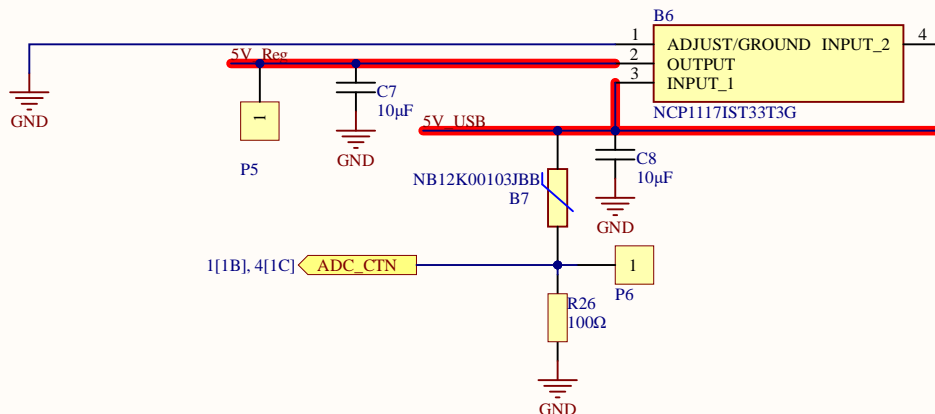 B6
1 ADJUST/GROUND INPUT_2 4
5V_Reg 2 OUTPUT
3 INPUT_1
NCP1117IST33T3G
C7
10µF
1
GND
GND
P5
5V_USB
C8
10µF
NB12K00103JBB
B7
GND
1[1B], 4[1C] ADC_CTN
1
P6
R26
100Ω
GND